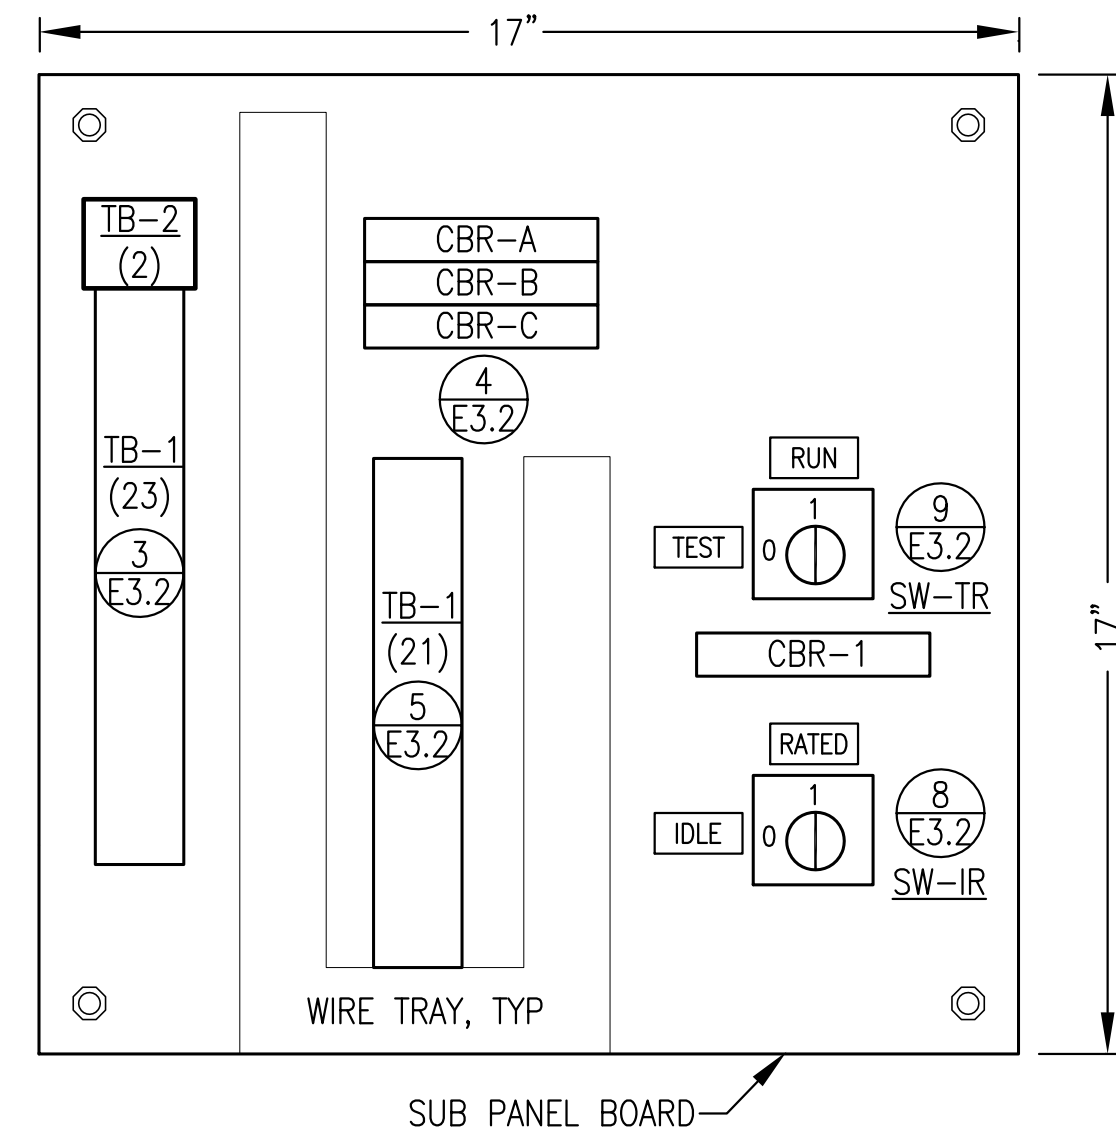 17”
TB-2
(2)
CBR-A
CBR-B
CBR-C
4
E3.2
TB-1
(23)
3
E3.2
RUN
1
TEST
0
9
E3.2
SW-TR
TB-1
(21)
5
E3.2
CBR-1
17”
RATED
1
IDLE
0
8
E3.2
SW-IR
WIRE TRAY, TYP
SUB PANEL BOARD